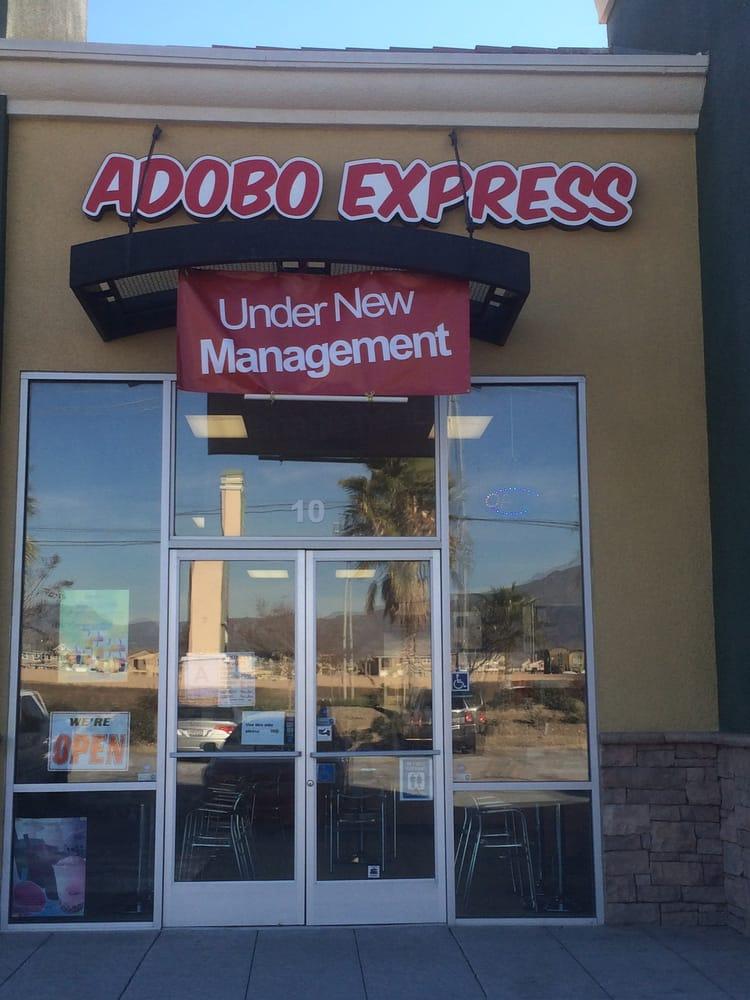 ADOBO EXPRESS
Under New
Management
10
A
WE'RE
OPEN